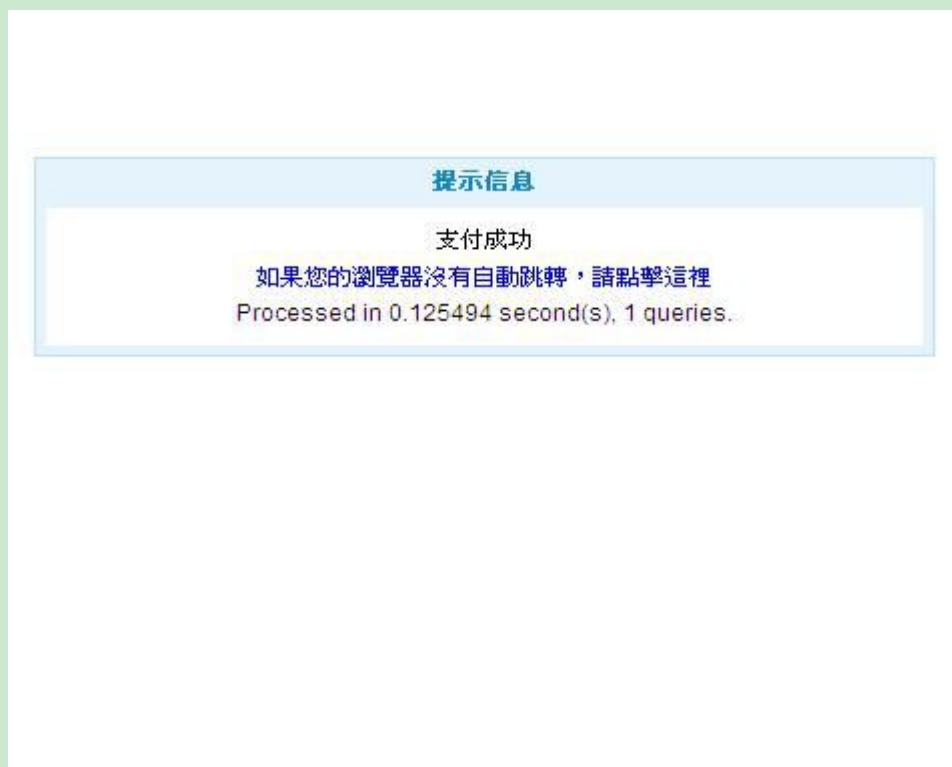 提示信息
支付成功
如果您的瀏覽器沒有自動跳轉，請點擊這裡
Processed in 0.125494 second(s), 1 queries.